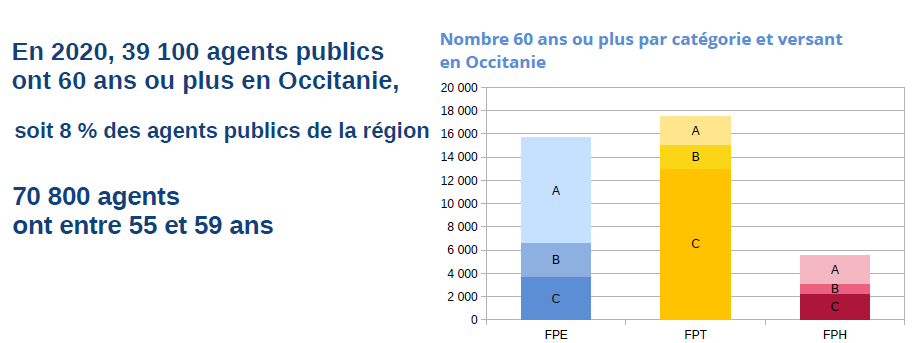 En 2020, 39 100 agents publics
ont 60 ans ou plus en Occitanie,
soit 8 % des agents publics de la région
70 800 agents
ont entre 55 et 59 ans
Nombre 60 ans ou plus par catégorie et versant
en Occitanie
20 000
18 000
16 000
14 000
12 000
10 000
8 000
6 000
4 000
2 000
0
A
B
C
A
B
C
A
B
C
FPE
FPT
FPH